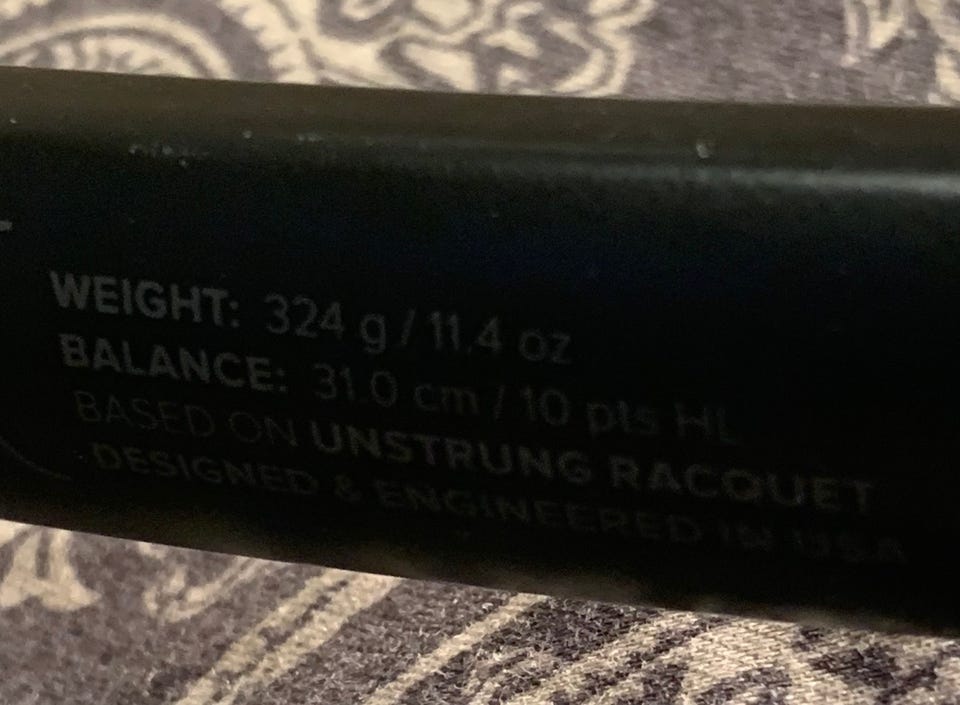 WEIGHT: 324 g / 11.4 oz
BALANCE: 31.0 cm / 10 pts HL
BASED ON UNSTRUNG RACQUET
DESIGNED & ENGINEERED IN USA